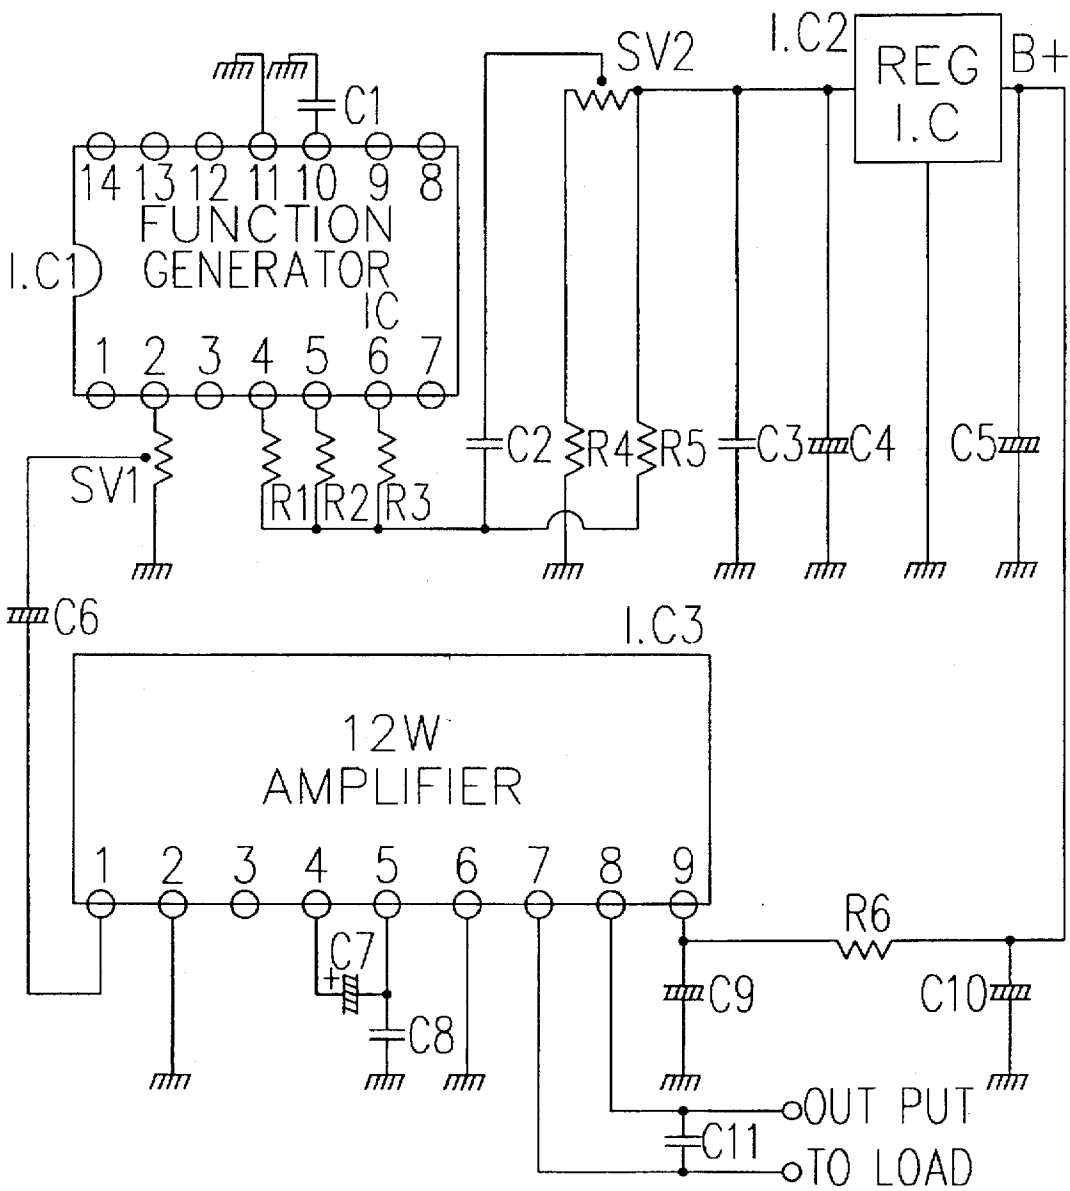 I.C2
REG
I.C
B+
SV2
C1
14 13 12 11 10 9 8
FUNCTION
GENERATOR
IC
I.C1
1 2 3 4 5 6 7
SV1
R1 R2 R3
C2
R4
R5
C3
C4
C5
C6
I.C3
12W
AMPLIFIER
1 2 3 4 5 6 7 8 9
R6
C7
+
C8
C9
C10
OUT PUT
C11
TO LOAD